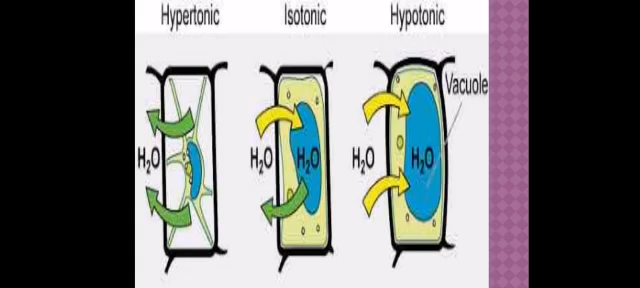 Hypertonic Isotonic Hypotonic
Vacuole
H₂O H₂O H₂O H₂O H₂O